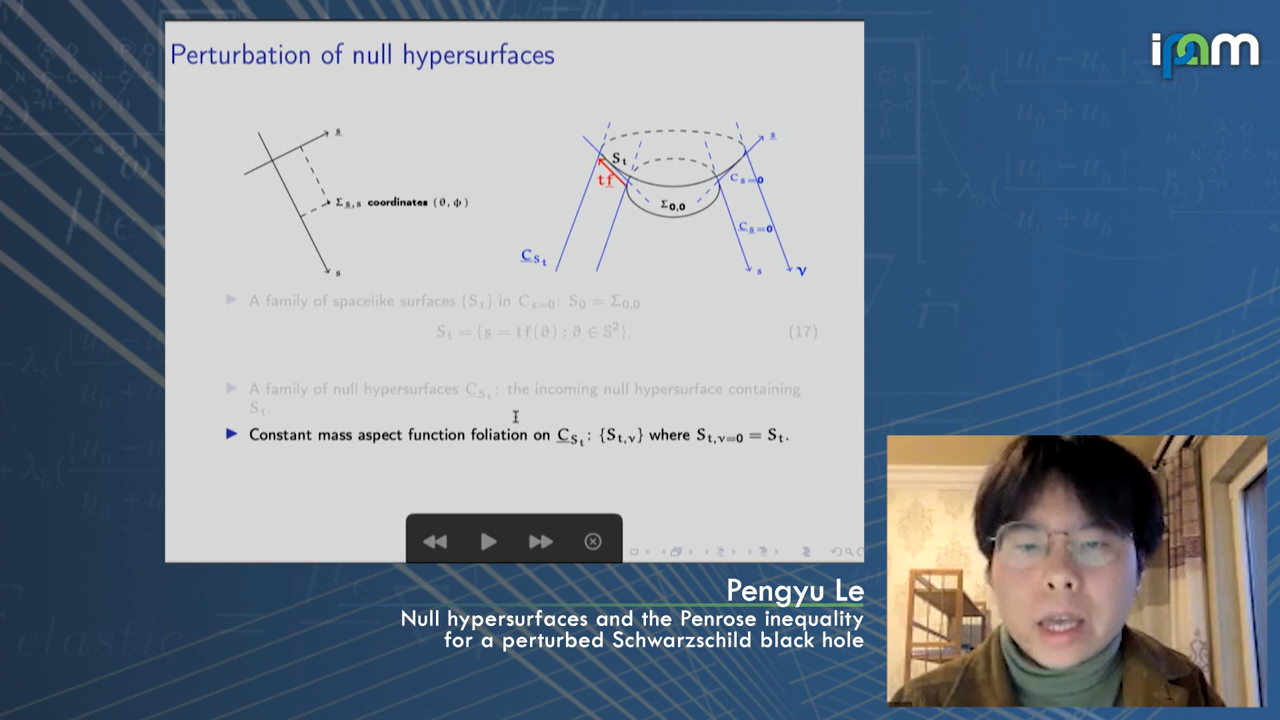 ipam
Perturbation of null hypersurfaces
s
Σs,s coordinates (θ, ϕ)
s
s
St
tf
Cs=0
Σ0,0
Cs=0
CSt
s
ν
A family of spacelike surfaces {St} in Cs=0: S0 = Σ0,0
St = {s = tf(ϑ) : ϑ ∈ 𝕊²}. (17)
A family of null hypersurfaces CSt: the incoming null hypersurface containing
St.
Constant mass aspect function foliation on CSt: {St,ν} where St,ν=0 = St.
Pengyu Le
Null hypersurfaces and the Penrose inequality
for a perturbed Schwarzschild black hole